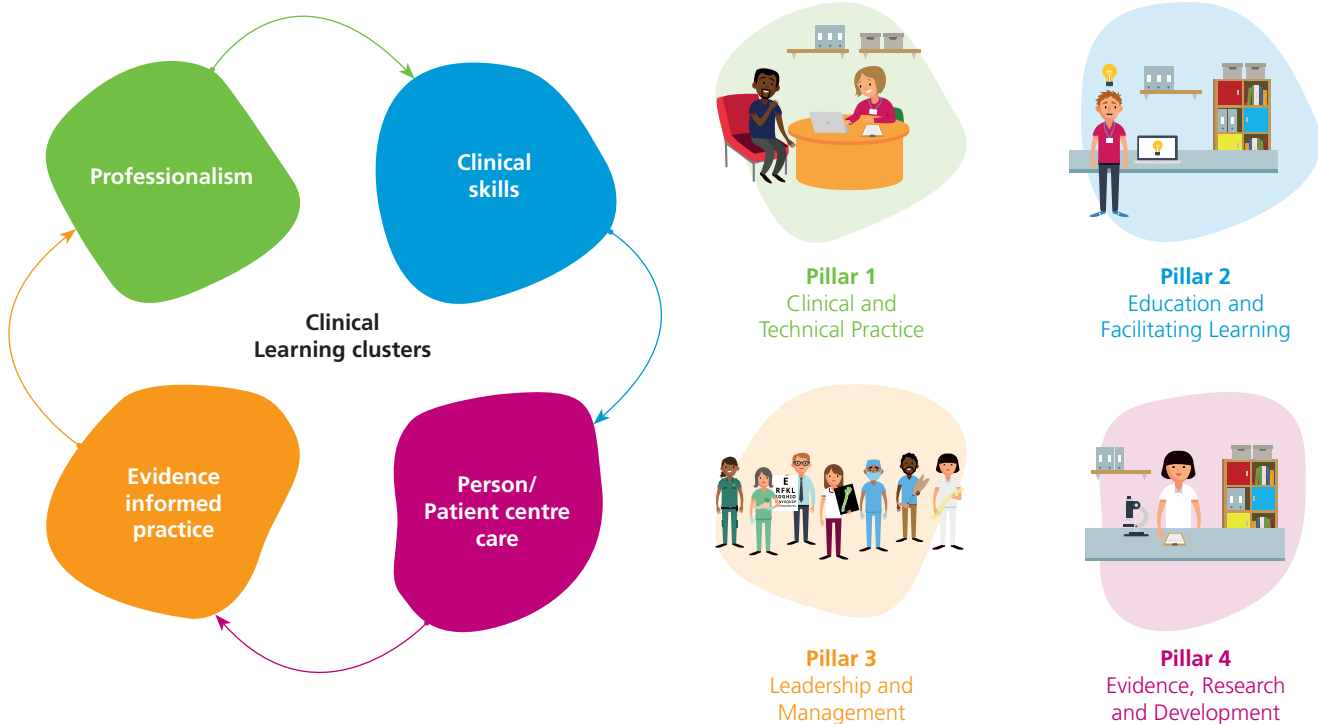 Professionalism
Clinical
skills
Clinical
Learning clusters
Evidence
informed
practice
Person/
Patient centre
care
Pillar 1
Clinical and
Technical Practice
Pillar 2
Education and
Facilitating Learning
E
RFKL
Pillar 3
Leadership and
Management
Pillar 4
Evidence, Research
and Development